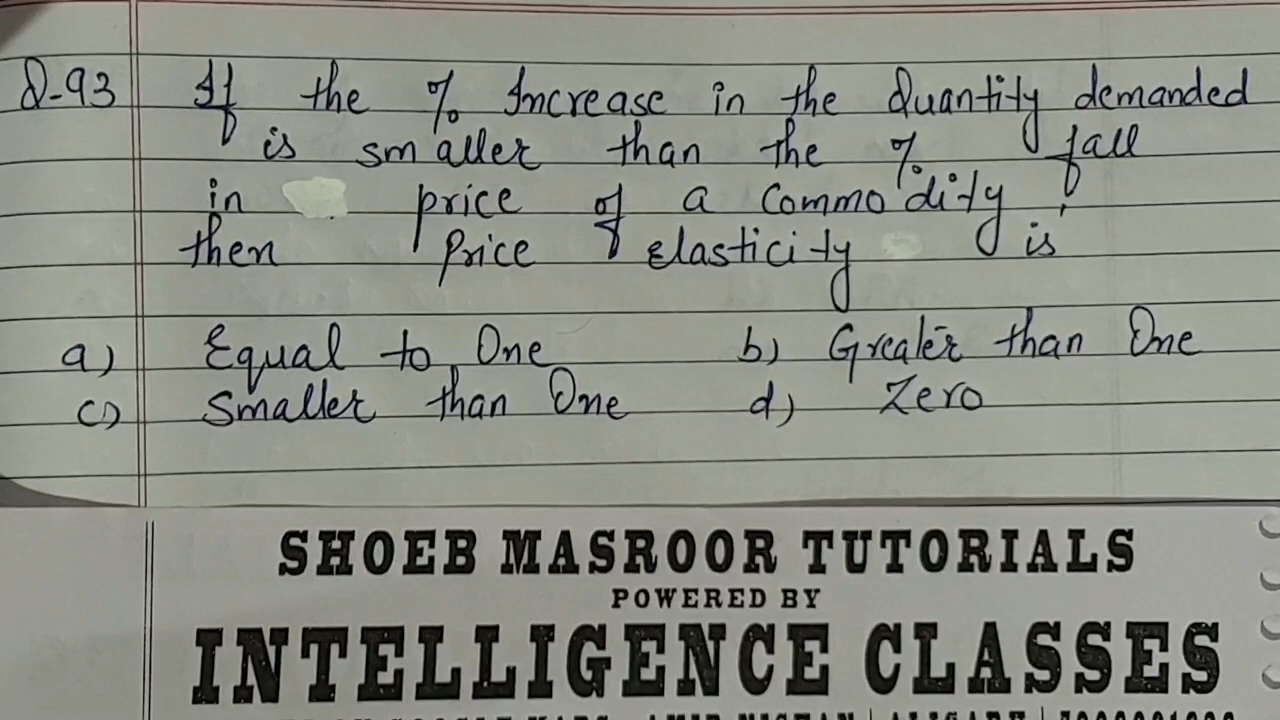 Q-93 If the % Increase in the Quantity demanded
is smaller than the % fall
in price of a Commodity,
then Price elasticity is
a) Equal to One b) Greater than One
c) Smaller than One d) Zero
SHOEB MASROOR TUTORIALS
POWERED BY
INTELLIGENCE CLASSES